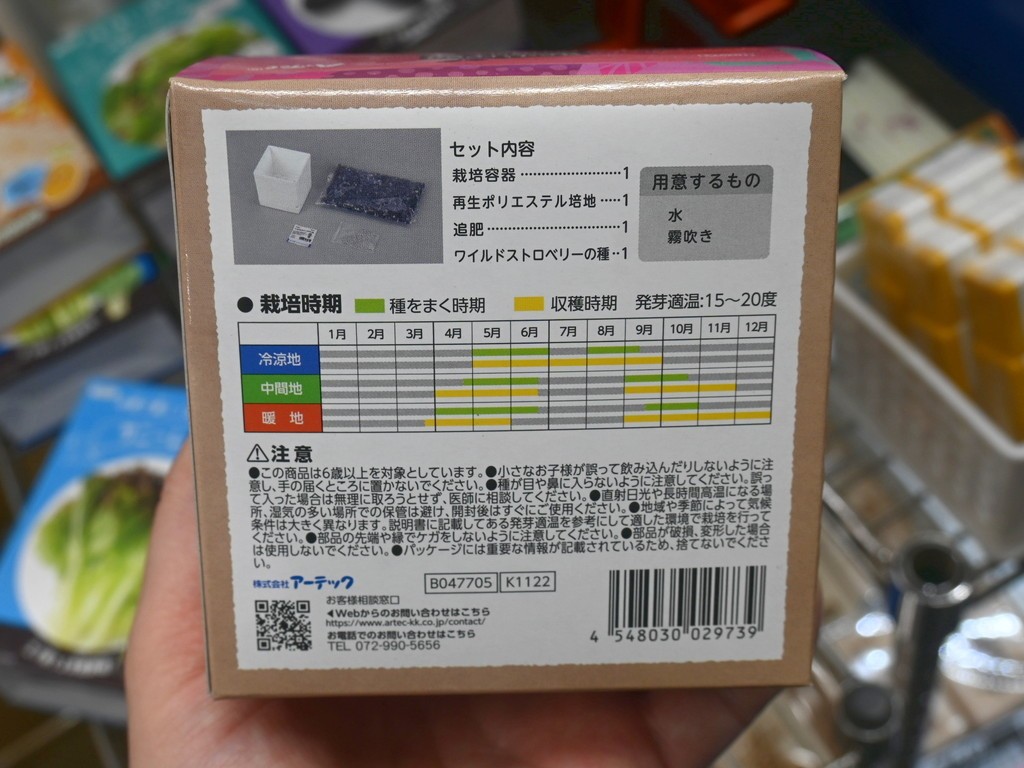 セット内容
栽培容器‥‥‥‥‥‥‥‥1
再生ポリエステル培地‥‥1
追肥‥‥‥‥‥‥‥‥‥‥1
ワイルドストロベリーの種‥1
用意するもの
水
霧吹き
●栽培時期 種をまく時期 収穫時期 発芽適温:15〜20度
1月 2月 3月 4月 5月 6月 7月 8月 9月 10月 11月 12月
冷涼地
中間地
暖 地
⚠注意
●この商品は6歳以上を対象としています。●小さなお子様が誤って飲み込んだりしないように注
意し、手の届くところに置かないでください。●種が目や鼻に入らないように注意してください。誤っ
て入った場合は無理に取ろうとせず、医師に相談してください。●直射日光や長時間高温になる場
所、湿気の多い場所での保管は避け、開封後はすぐにご使用ください。●地域や季節によって気候
条件は大きく異なります。説明書に記載してある発芽適温を参考にして適した環境で栽培を行って
ください。●部品の先端や縁でケガをしないように注意してください。●部品が破損、変形した場合
は使用しないでください。●パッケージには重要な情報が記載されているため、捨てないでくださ
い。
株式会社 アーテック
B047705 K1122
お客様相談窓口
◀Webからのお問い合わせはこちら
https://www.artec-kk.co.jp/contact/
お電話でのお問い合わせはこちら
TEL 072-990-5656
4 548030 029739